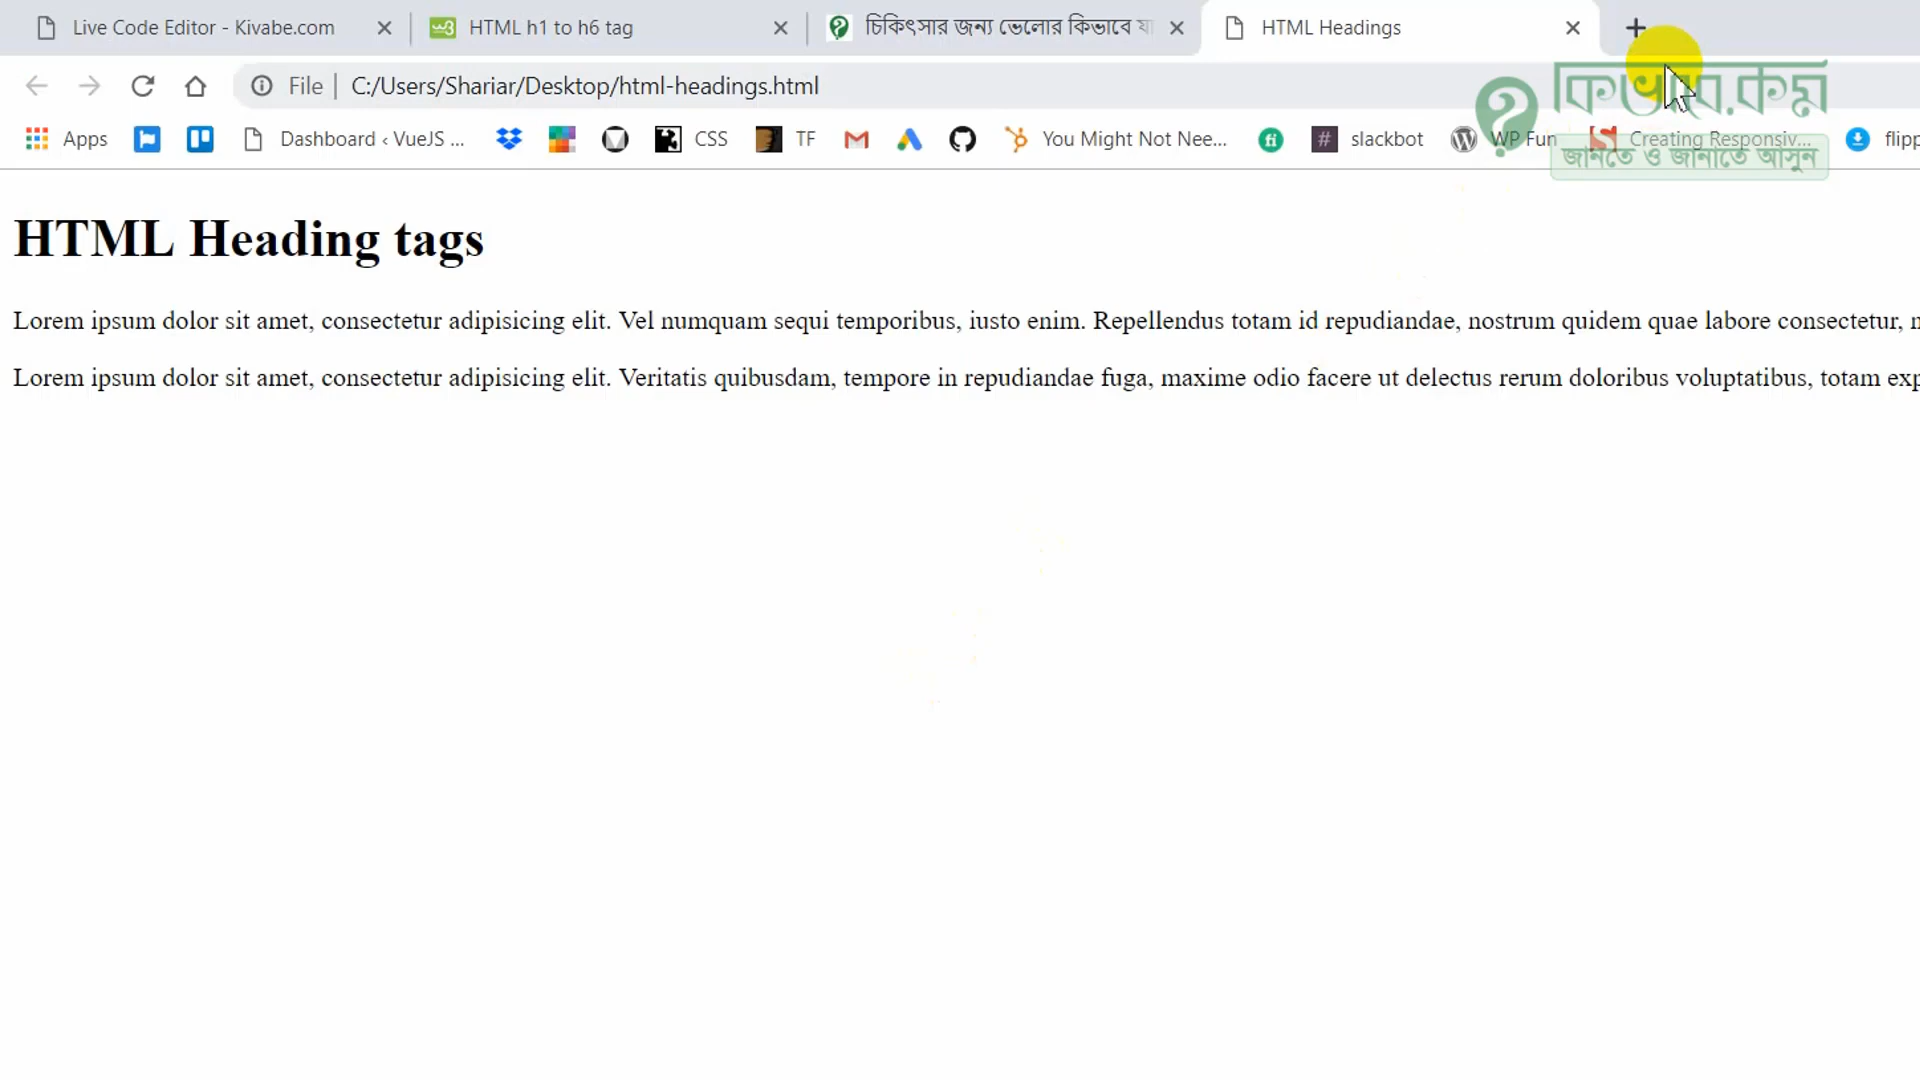 Live Code Editor - Kivabe.com
HTML h1 to h6 tag
চিকিৎসার জন্য ভেলোর কিভাবে যা
HTML Headings
File
C:/Users/Shariar/Desktop/html-headings.html
কিভাবে.কম
Apps
Dashboard ‹ VueJS ...
CSS
TF
You Might Not Nee...
slackbot
WP Fun
Creating Responsiv...
flipp
জানতে ও জানাতে আসুন
HTML Heading tags
Lorem ipsum dolor sit amet, consectetur adipisicing elit. Vel numquam sequi temporibus, iusto enim. Repellendus totam id repudiandae, nostrum quidem quae labore consectetur,
Lorem ipsum dolor sit amet, consectetur adipisicing elit. Veritatis quibusdam, tempore in repudiandae fuga, maxime odio facere ut delectus rerum doloribus voluptatibus, totam exp